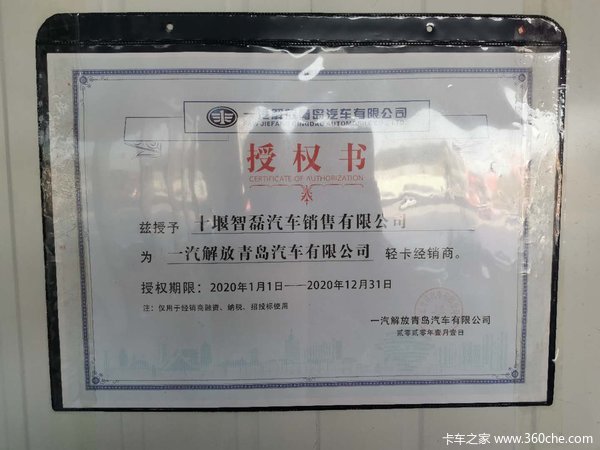 一汽解放青岛汽车有限公司
授权书
CERTIFICATE OF AUTHORIZATION
兹授予 十堰智磊汽车销售有限公司
为 一汽解放青岛汽车有限公司 轻卡经销商。
授权期限：2020年1月1日——2020年12月31日
注：仅用于经销商融资、纳税、招投标使用
一汽解放青岛汽车有限公司
贰零贰零年壹月壹日
卡车之家 www.360che.com